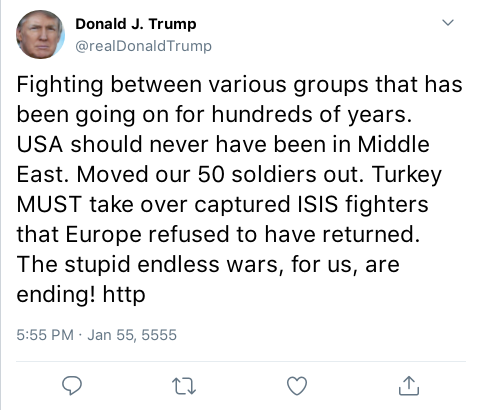 Donald J. Trump
@realDonaldTrump
Fighting between various groups that has
been going on for hundreds of years.
USA should never have been in Middle
East. Moved our 50 soldiers out. Turkey
MUST take over captured ISIS fighters
that Europe refused to have returned.
The stupid endless wars, for us, are
ending! http
5:55 PM · Jan 55, 5555